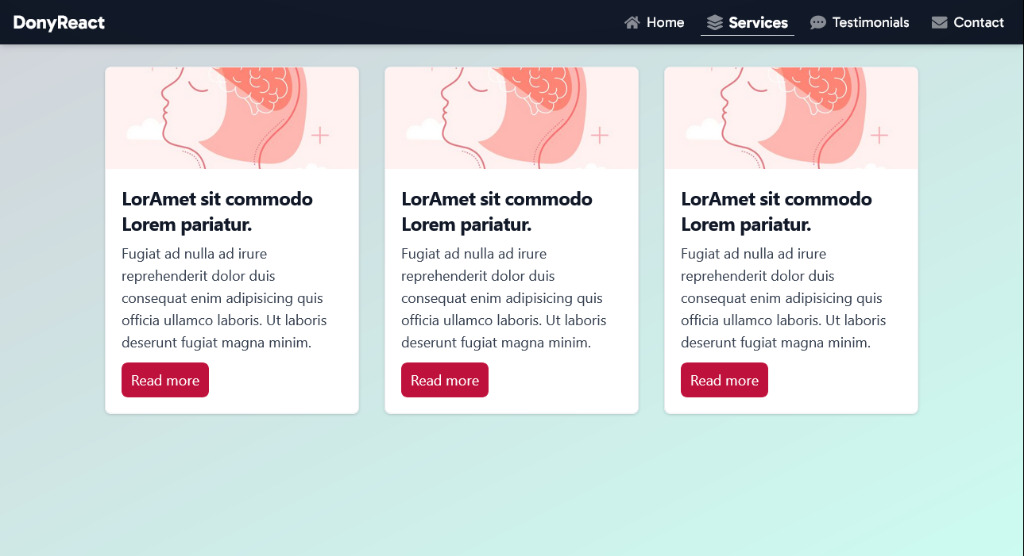 DonyReact
Home
Services
Testimonials
Contact
LorAmet sit commodo
Lorem pariatur.
Fugiat ad nulla ad irure
reprehenderit dolor duis
consequat enim adipisicing quis
officia ullamco laboris. Ut laboris
deserunt fugiat magna minim.
Read more
LorAmet sit commodo
Lorem pariatur.
Fugiat ad nulla ad irure
reprehenderit dolor duis
consequat enim adipisicing quis
officia ullamco laboris. Ut laboris
deserunt fugiat magna minim.
Read more
LorAmet sit commodo
Lorem pariatur.
Fugiat ad nulla ad irure
reprehenderit dolor duis
consequat enim adipisicing quis
officia ullamco laboris. Ut laboris
deserunt fugiat magna minim.
Read more